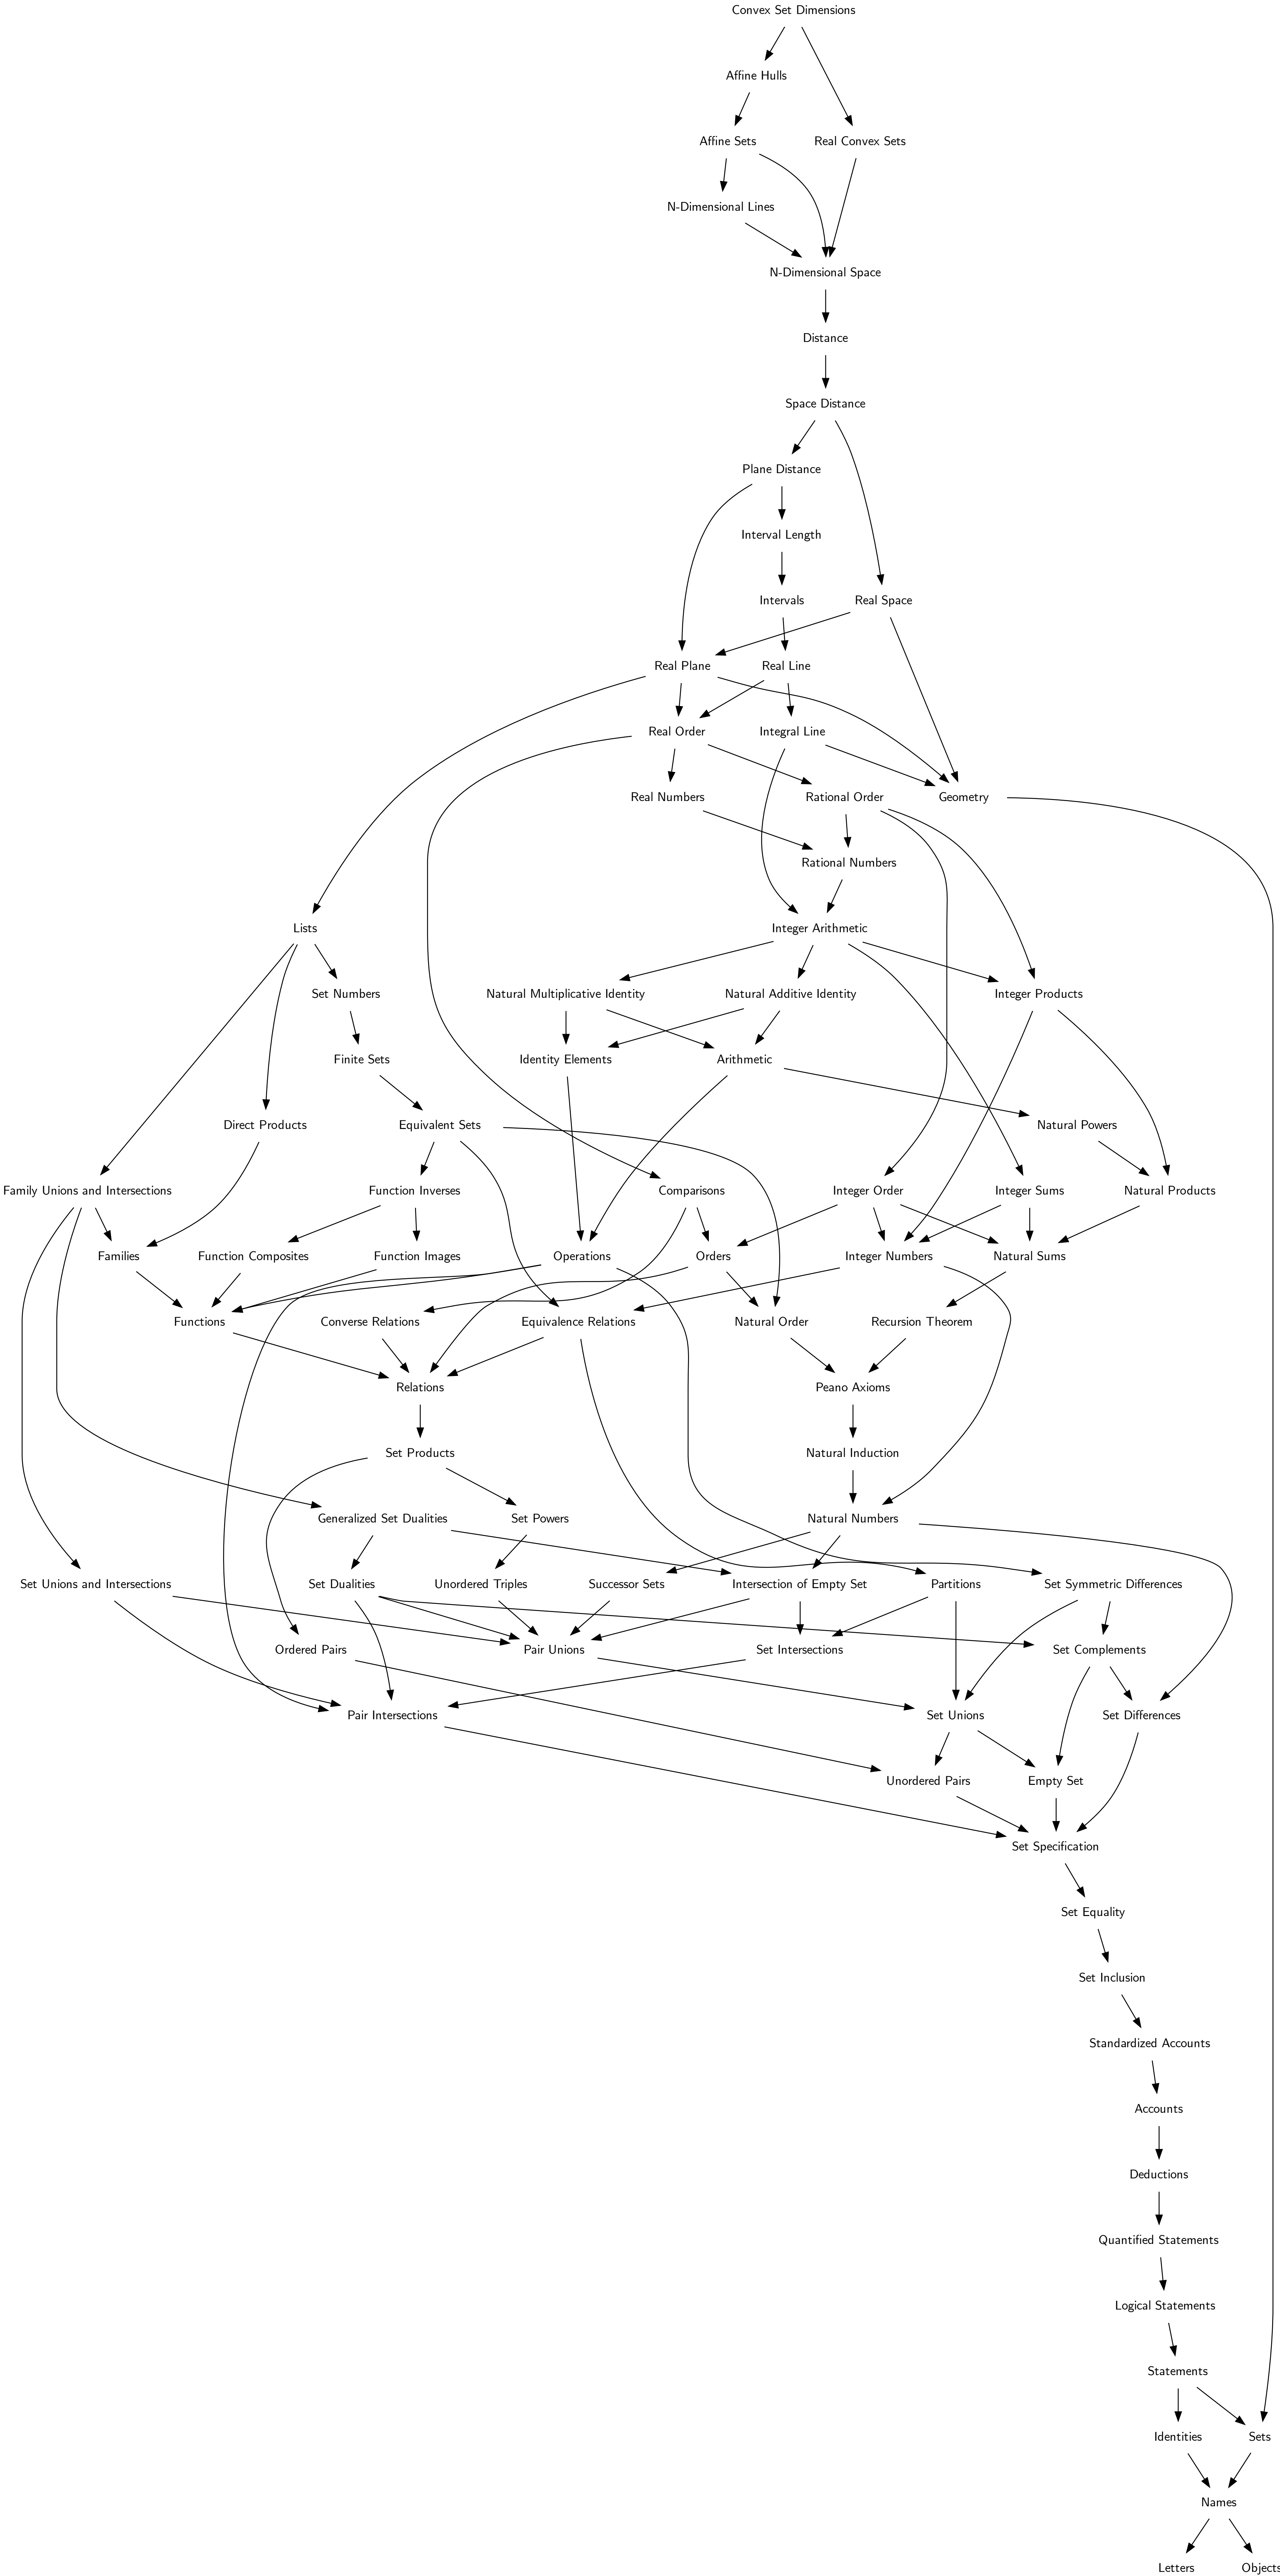 Convex Set Dimensions
Affine Hulls
Affine Sets
Real Convex Sets
N-Dimensional Lines
N-Dimensional Space
Distance
Space Distance
Plane Distance
Interval Length
Intervals
Real Space
Real Plane
Real Line
Real Order
Integral Line
Real Numbers
Rational Order
Geometry
Rational Numbers
Lists
Integer Arithmetic
Set Numbers
Natural Multiplicative Identity
Natural Additive Identity
Integer Products
Finite Sets
Identity Elements
Arithmetic
Direct Products
Equivalent Sets
Natural Powers
Family Unions and Intersections
Function Inverses
Comparisons
Integer Order
Integer Sums
Natural Products
Families
Function Composites
Function Images
Operations
Orders
Integer Numbers
Natural Sums
Functions
Converse Relations
Equivalence Relations
Natural Order
Recursion Theorem
Relations
Peano Axioms
Set Products
Natural Induction
Generalized Set Dualities
Set Powers
Natural Numbers
Set Unions and Intersections
Set Dualities
Unordered Triples
Successor Sets
Intersection of Empty Set
Partitions
Set Symmetric Differences
Ordered Pairs
Pair Unions
Set Intersections
Set Complements
Pair Intersections
Set Unions
Set Differences
Unordered Pairs
Empty Set
Set Specification
Set Equality
Set Inclusion
Standardized Accounts
Accounts
Deductions
Quantified Statements
Logical Statements
Statements
Identities
Sets
Names
Letters
Objects